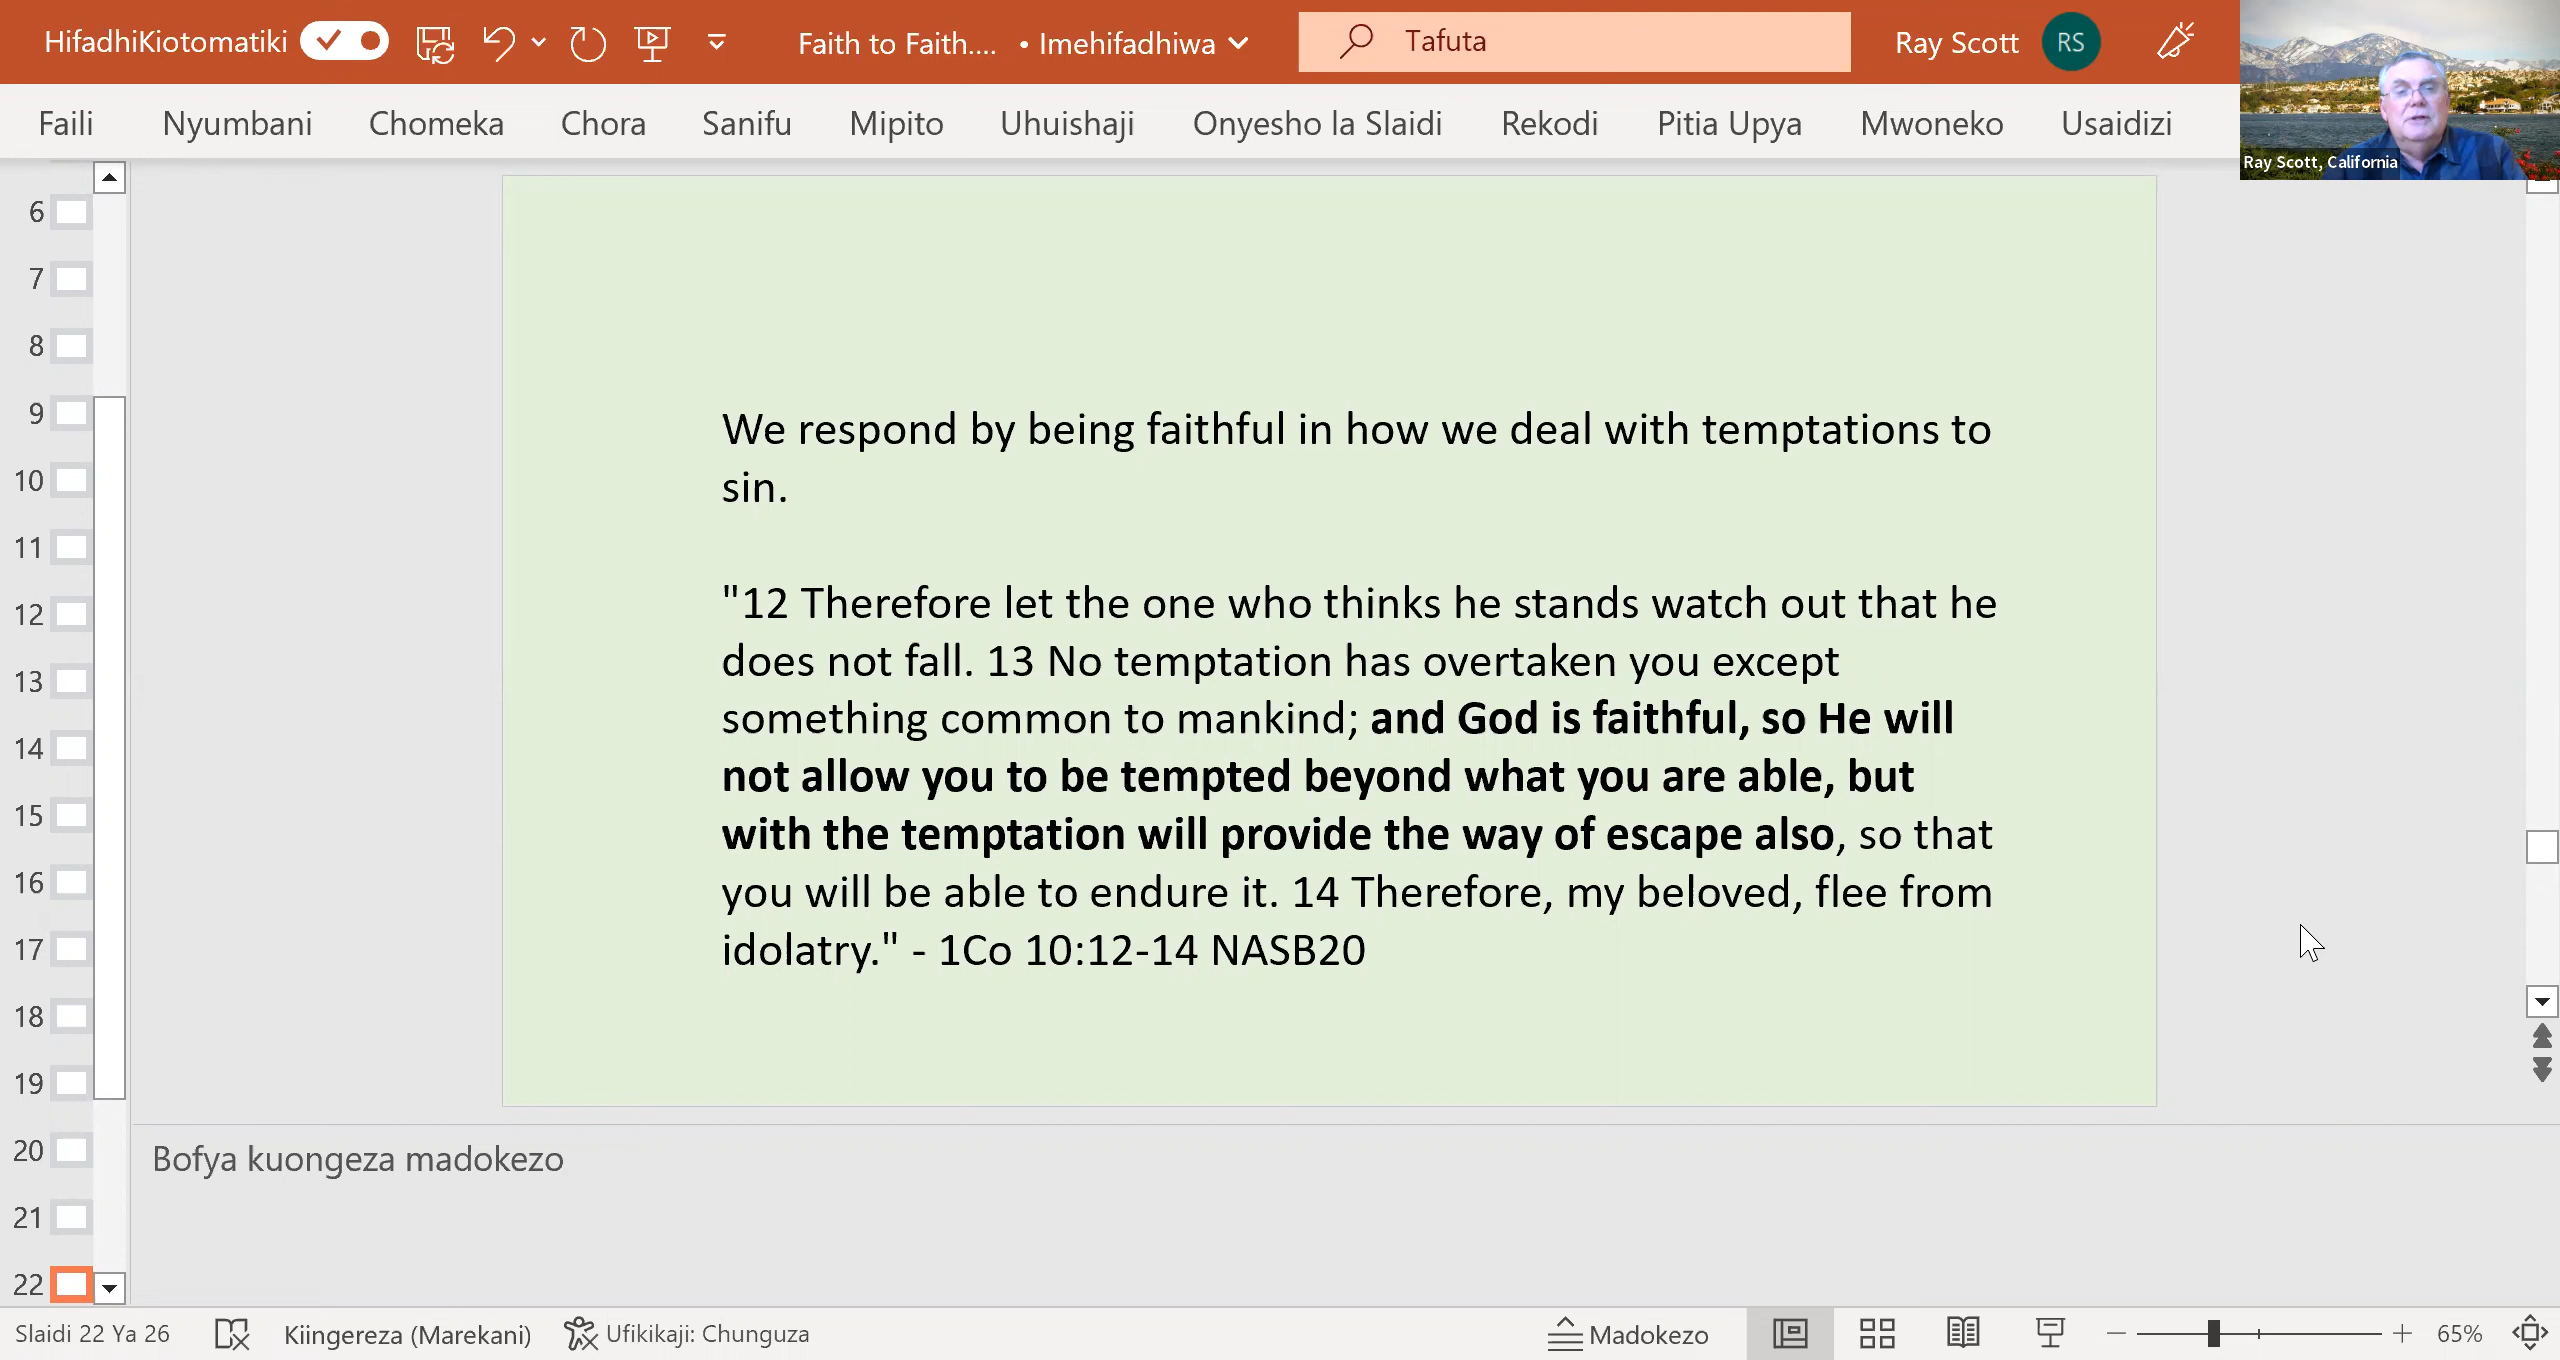 HifadhiKiotomatiki
Faith to Faith.... • Imehifadhiwa
Tafuta
Ray Scott
RS
Ray Scott, California
Faili Nyumbani Chomeka Chora Sanifu Mipito Uhuishaji Onyesho la Slaidi Rekodi Pitia Upya Mwoneko Usaidizi
6
7
8
9
10
11
12
13
14
15
16
17
18
19
20
21
22
We respond by being faithful in how we deal with temptations to
sin.
"12 Therefore let the one who thinks he stands watch out that he
does not fall. 13 No temptation has overtaken you except
something common to mankind; and God is faithful, so He will
not allow you to be tempted beyond what you are able, but
with the temptation will provide the way of escape also, so that
you will be able to endure it. 14 Therefore, my beloved, flee from
idolatry." - 1Co 10:12-14 NASB20
Bofya kuongeza madokezo
Slaidi 22 Ya 26
Kiingereza (Marekani)
Ufikikaji: Chunguza
Madokezo
65%